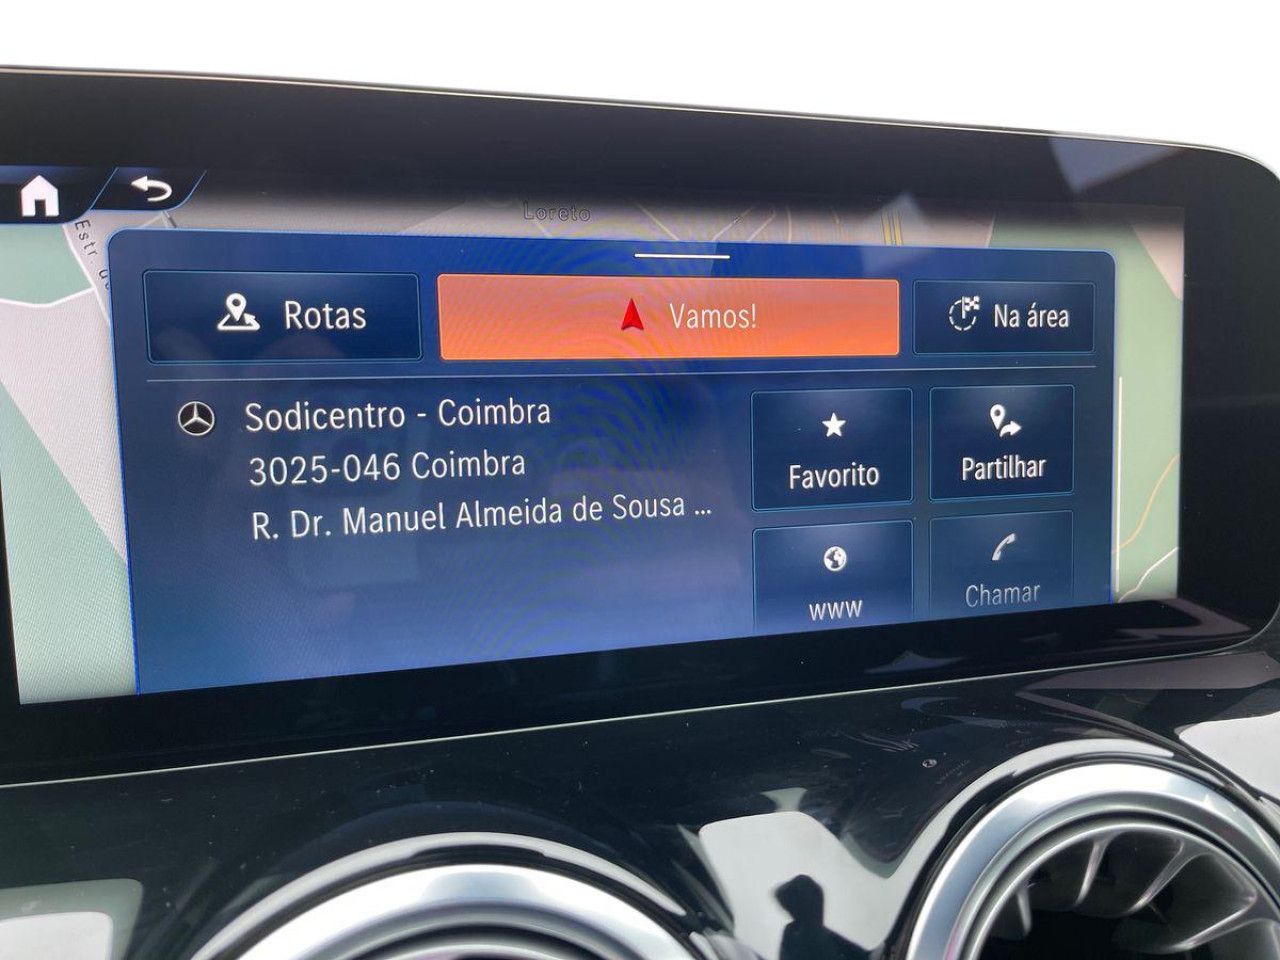 Loreto
Estr.
Rotas
Vamos!
Na área
Sodicentro - Coimbra
3025-046 Coimbra
R. Dr. Manuel Almeida de Sousa ...
Favorito
Partilhar
www
Chamar